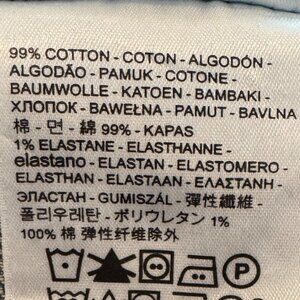 99% COTTON - COTON - ALGODÓN -
ALGODÃO - PAMUK - COTONE -
BAUMWOLLE - KATOEN - BAMBAKI -
ХЛОПОК - BAWEŁNA - PAMUT - BAVLNA
棉 - 면 - 綿 99% - KAPAS
1% ELASTANE - ELASTHANNE -
elastano - ELASTAN - ELASTOMERO -
ELASTHAN - ELASTAAN - ΕΛΑΣΤΑΝΗ -
ЭЛАСТАН - GUMISZÁL - 彈性纖維 -
폴리우레탄 - ポリウレタン 1%
100% 棉 弹性纤维除外
P